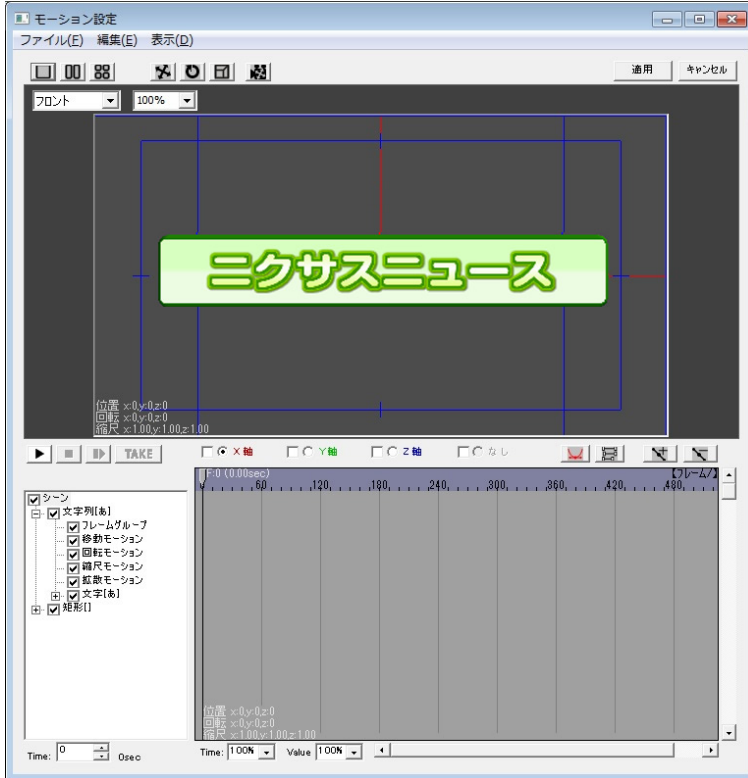 モーション設定
ファイル(F) 編集(E) 表示(D)
適用 キャンセル
フロント 100%
ニクサスニュース
位置 x:0,y:0,z:0
回転 x:0,y:0,z:0
縮尺 x:1.00,y:1.00,z:1.00
TAKE X軸 Y軸 Z軸 なし
F:0 (0.00sec) [フレーム/]
60 120 180 240 300 360 420 480
シーン
文字列[あ]
フレームグループ
移動モーション
回転モーション
縮尺モーション
拡散モーション
文字[あ]
矩形[]
位置 x:0,y:0,z:0
回転 x:0,y:0,z:0
縮尺 x:1.00,y:1.00,z:1.00
Time: 0 0sec Time: 100% Value 100%